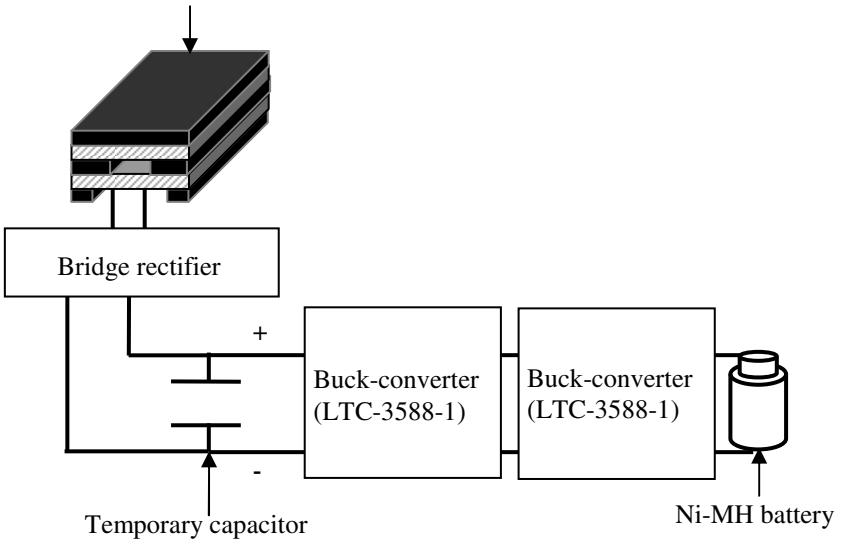 Bridge rectifier
+
Buck-converter
(LTC-3588-1)
Buck-converter
(LTC-3588-1)
-
Temporary capacitor
Ni-MH battery